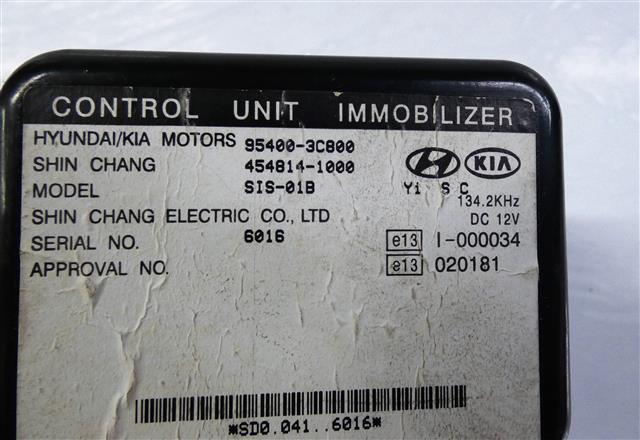 CONTROL UNIT IMMOBILIZER
HYUNDAI/KIA MOTORS 95400-3C800
SHIN CHANG 454814-1000 KIA
MODEL SIS-01B Yi S C
134.2KHz
SHIN CHANG ELECTRIC CO., LTD DC 12V
SERIAL NO. 6016 e13 I-000034
APPROVAL NO. e13 020181
*SD0.041..6016*